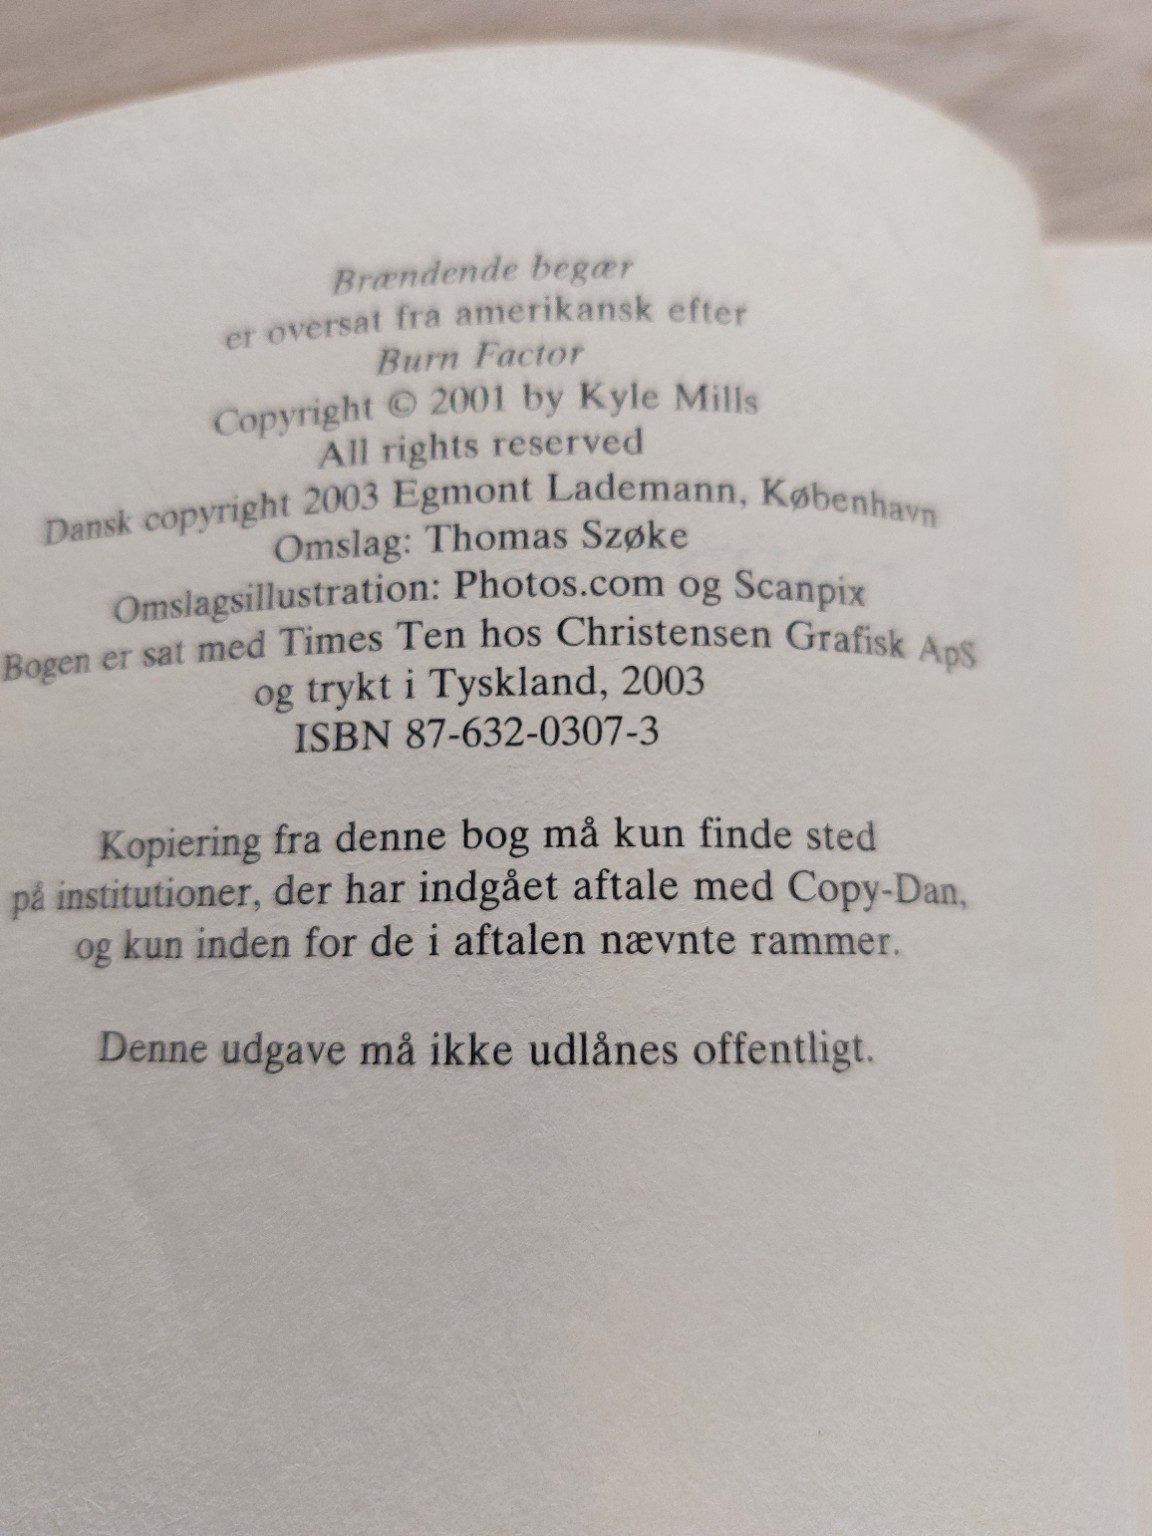 Brændende begær
er oversat fra amerikansk efter
Burn Factor
Copyright © 2001 by Kyle Mills
All rights reserved
Dansk copyright 2003 Egmont Lademann, København
Omslag: Thomas Szøke
Omslagsillustration: Photos.com og Scanpix
Bogen er sat med Times Ten hos Christensen Grafisk ApS
og trykt i Tyskland, 2003
ISBN 87-632-0307-3
Kopiering fra denne bog må kun finde sted
på institutioner, der har indgået aftale med Copy-Dan,
og kun inden for de i aftalen nævnte rammer.
Denne udgave må ikke udlånes offentligt.